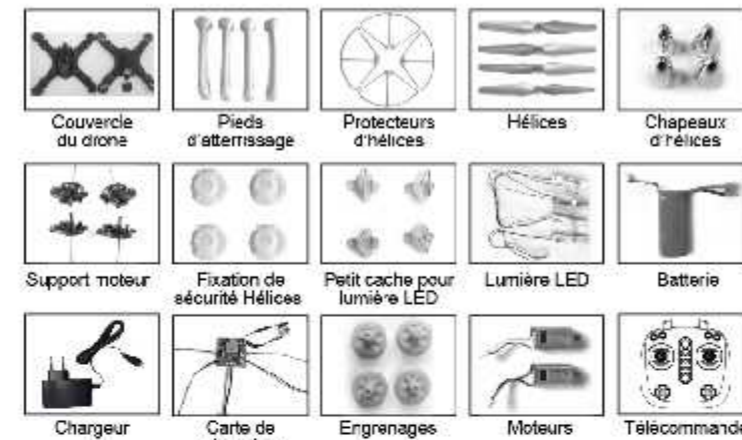 Couvercle
du drone
Pieds
d'atterrissage
Protecteurs
d'hélices
Hélices
Chapeaux
d'hélices
Support moteur
Fixation de
sécurité Hélices
Petit cache pour
lumière LED
Lumière LED
Batterie
Chargeur
Carte de
Engrenages
Moteurs
Télécommande